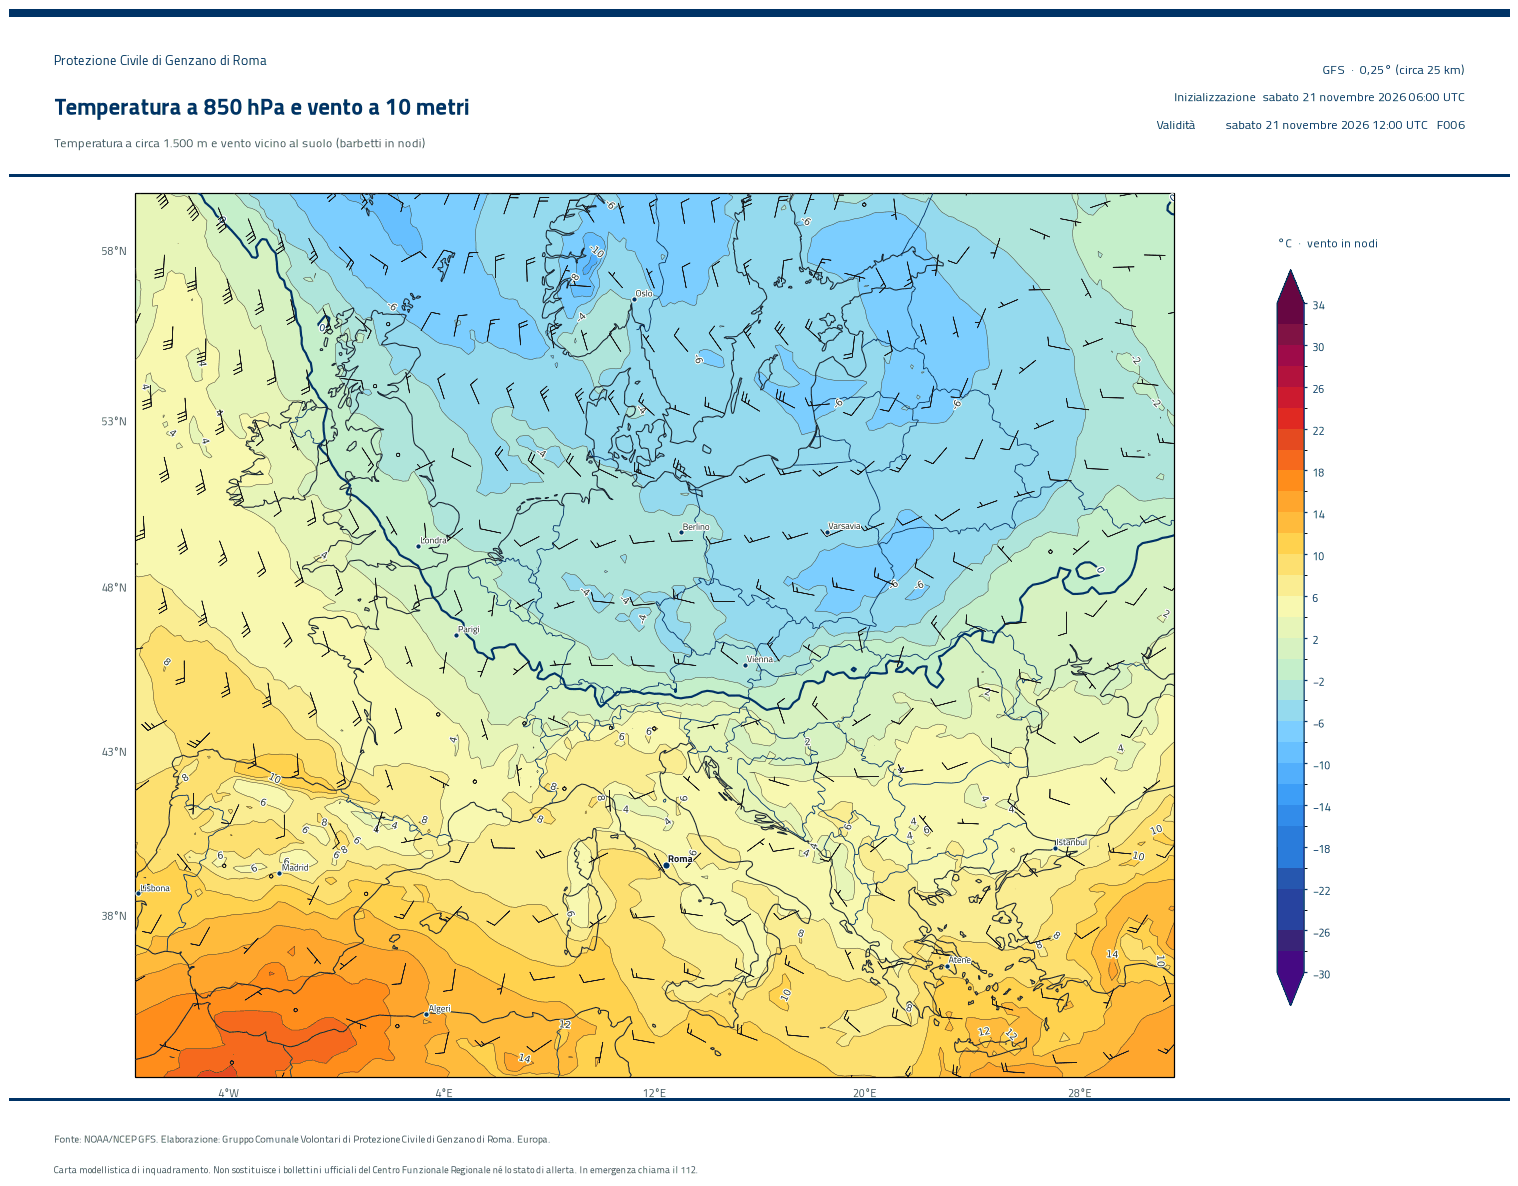 Protezione Civile di Genzano di Roma
Temperatura a 850 hPa e vento a 10 metri
Temperatura a circa 1.500 m e vento vicino al suolo (barbetti in nodi)
GFS · 0,25° (circa 25 km)
Inizializzazione sabato 21 novembre 2026 06:00 UTC
Validità sabato 21 novembre 2026 12:00 UTC F006
°C · vento in nodi
34
30
26
22
18
14
10
6
2
−2
−6
−10
−14
−18
−22
−26
−30
58°N
53°N
48°N
43°N
38°N
4°W
4°E
12°E
20°E
28°E
Oslo
Londra
Berlino
Varsavia
Parigi
Vienna
Roma
Istanbul
Madrid
Lisbona
Atene
Algeri
Fonte: NOAA/NCEP GFS. Elaborazione: Gruppo Comunale Volontari di Protezione Civile di Genzano di Roma. Europa.
Carta modellistica di inquadramento. Non sostituisce i bollettini ufficiali del Centro Funzionale Regionale né lo stato di allerta. In emergenza chiama il 112.